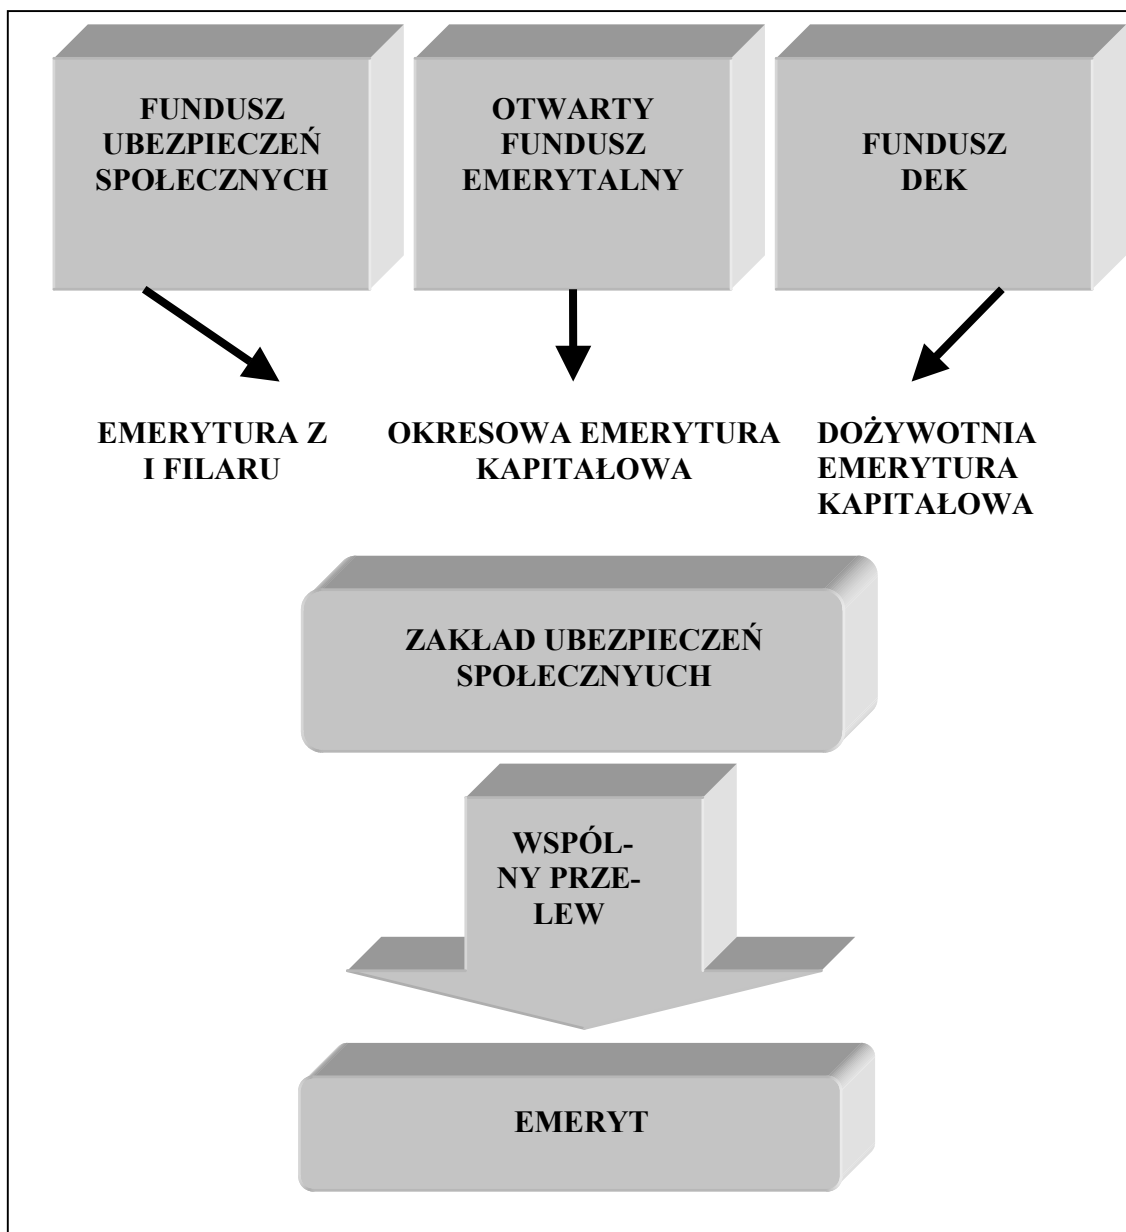 FUNDUSZ
UBEZPIECZEŃ
SPOŁECZNYCH
OTWARTY
FUNDUSZ
EMERYTALNY
FUNDUSZ
DEK
EMERYTURA Z
I FILARU
OKRESOWA EMERYTURA
KAPITAŁOWA
DOŻYWOTNIA
EMERYTURA
KAPITAŁOWA
ZAKŁAD UBEZPIECZEŃ
SPOŁECZNYUCH
WSPÓL-
NY PRZE-
LEW
EMERYT